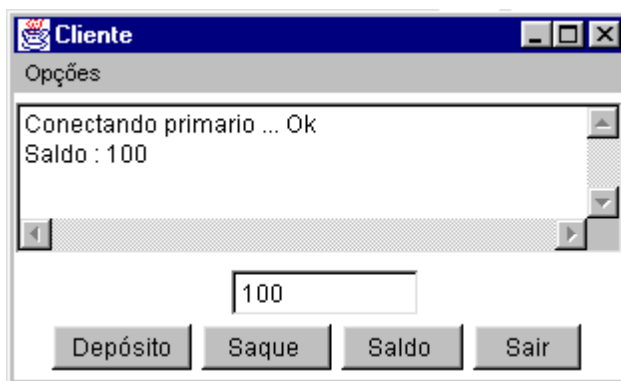 Cliente
Opções
Conectando primario ... Ok
Saldo : 100
100
Depósito Saque Saldo Sair